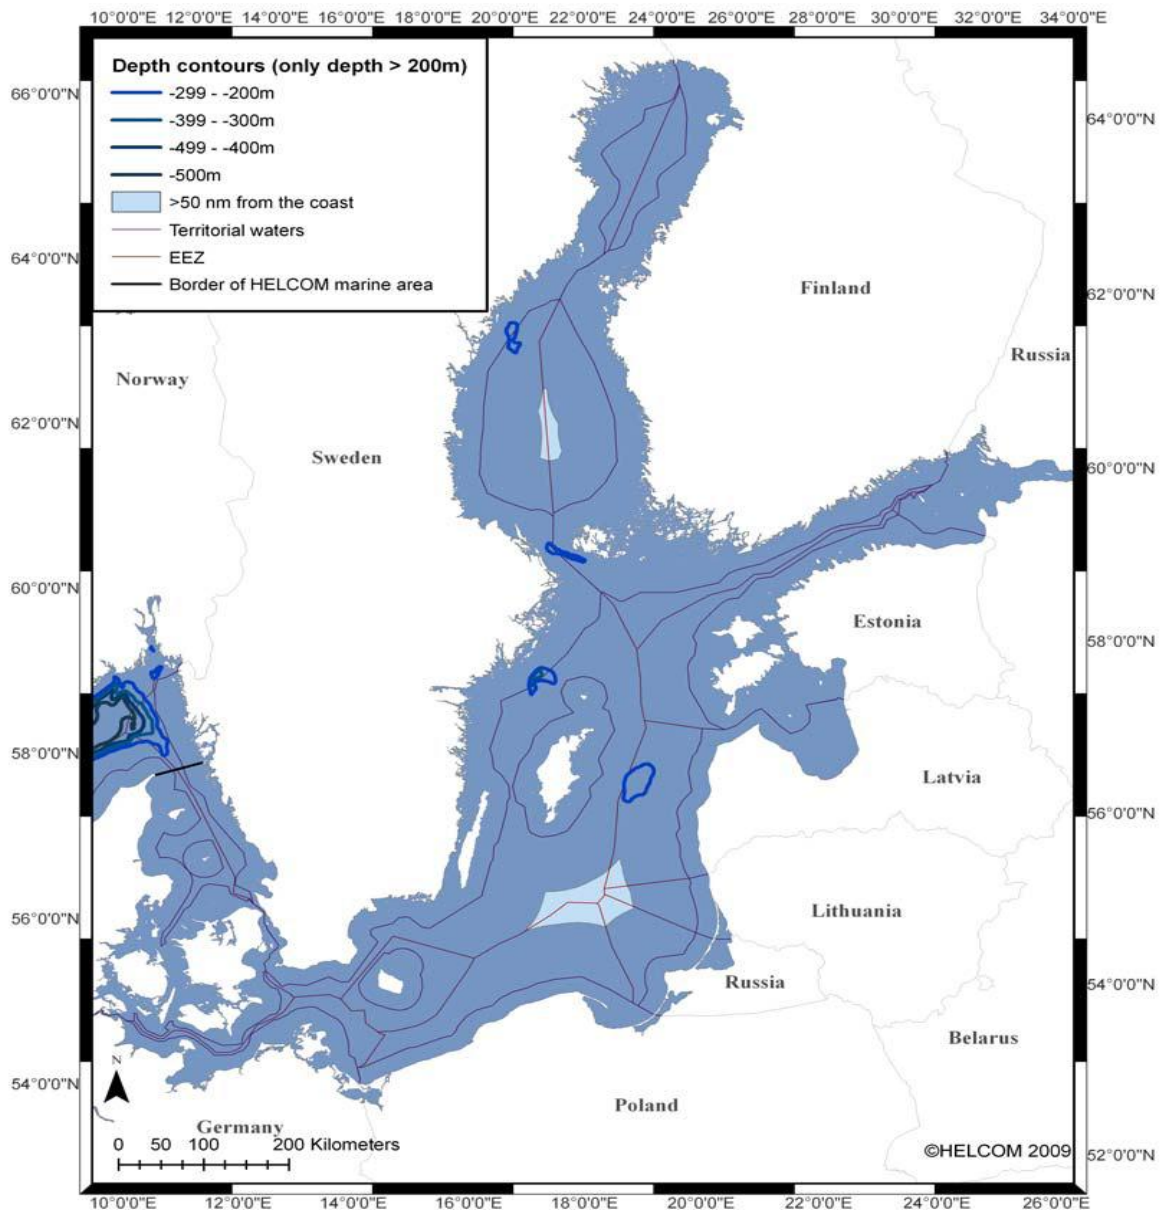 10°0'0"E 12°0'0"E 14°0'0"E 16°0'0"E 18°0'0"E 20°0'0"E 22°0'0"E 24°0'0"E 26°0'0"E 28°0'0"E 30°0'0"E 32°0'0"E 34°0'0"E
Depth contours (only depth > 200m)
-299 - -200m
-399 - -300m
-499 - -400m
-500m
>50 nm from the coast
Territorial waters
EEZ
Border of HELCOM marine area
66°0'0"N
64°0'0"N
64°0'0"N
62°0'0"N
Finland
Russia
Norway
62°0'0"N
Sweden
60°0'0"N
60°0'0"N
Estonia
58°0'0"N
58°0'0"N
Latvia
56°0'0"N
56°0'0"N
Lithuania
Russia
54°0'0"N
Belarus
N
54°0'0"N
Poland
Germany
0 50 100 200 Kilometers
©HELCOM 2009
52°0'0"N
10°0'0"E 12°0'0"E 14°0'0"E 16°0'0"E 18°0'0"E 20°0'0"E 22°0'0"E 24°0'0"E 26°0'0"E